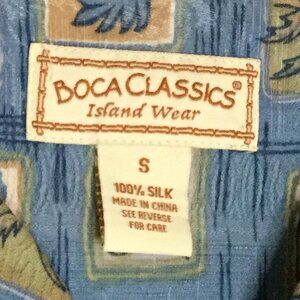 BOCA CLASSICS®
Island Wear
S
100% SILK
MADE IN CHINA
SEE REVERSE
FOR CARE